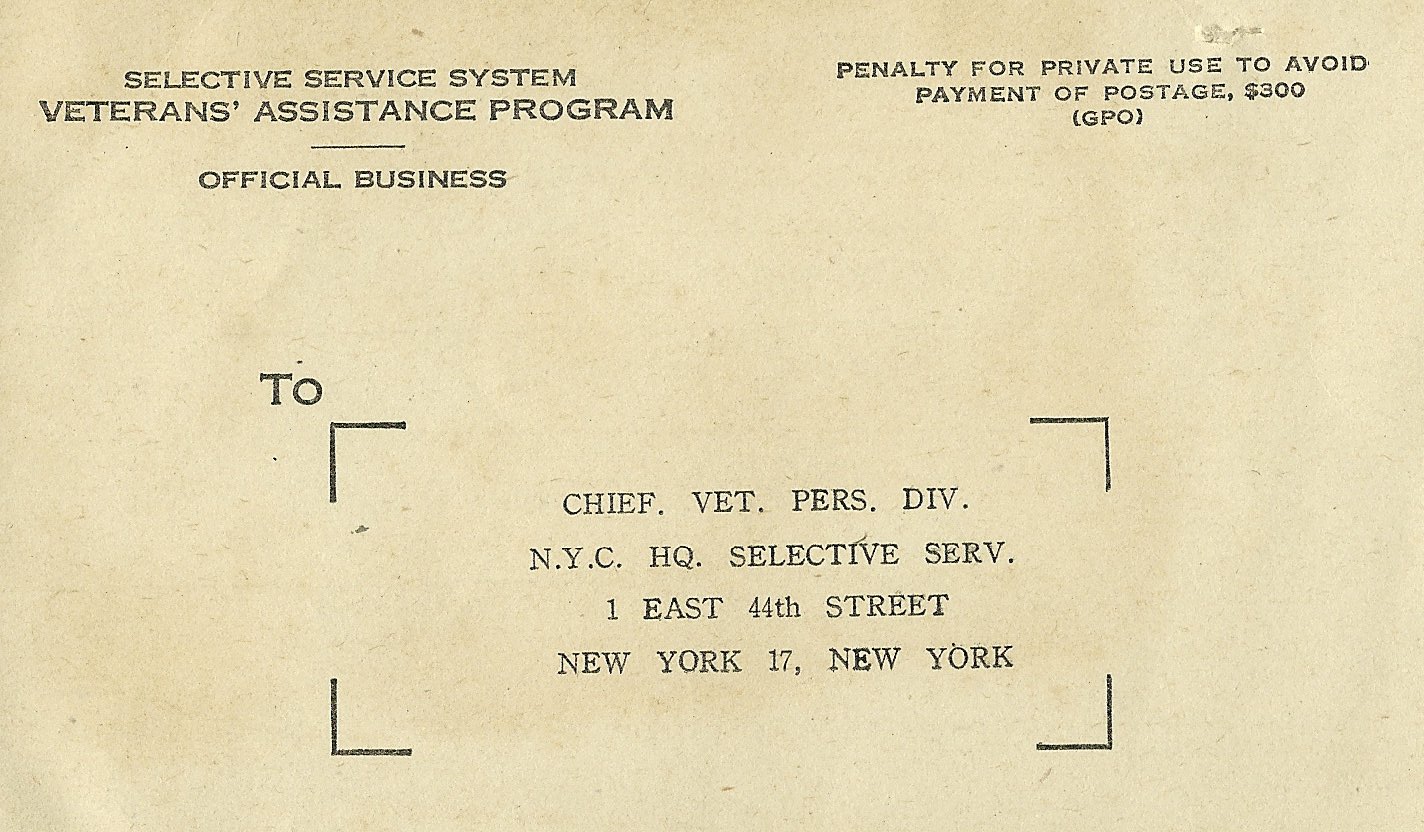 SELECTIVE SERVICE SYSTEM
VETERANS' ASSISTANCE PROGRAM
OFFICIAL BUSINESS
PENALTY FOR PRIVATE USE TO AVOID
PAYMENT OF POSTAGE, $300
(GPO)
TO
CHIEF. VET. PERS. DIV.
N.Y.C. HQ. SELECTIVE SERV.
1 EAST 44th STREET
NEW YORK 17, NEW YORK